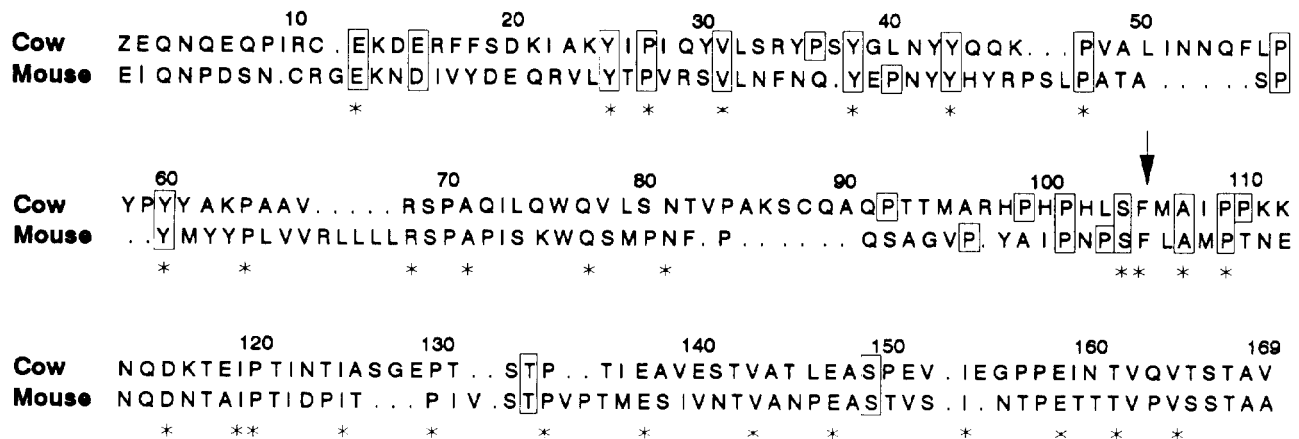 10 20 30 40 50
Cow ZEQNQEQPIRC.EKDERFFSDKIAKYIPIQYVLSRYPSYGLNYYQQK...PVALINNQFLP
Mouse EIQNPDSN.CRGEKNDIVYDEQRVLYTPVRSVLNFNQ.YEPNYYHYRPSLPATA.....SP
* * * * * * *
60 70 80 90 100 110
Cow YPYYAKPAAV.....RSPAQILQWQVLSNTVPAKSCQAQPTTMARHPHPHLSFMAIPPKK
Mouse ..YMYYPLVVRLLLLRSPAPISKWQSMPNF.P......QSAGVP.YAIPNPSFLAMPTNE
* * * * * * * * * *
120 130 140 150 160 169
Cow NQDKTEIPTINTIASGEPT..STP..TIEAVESTVATLEASPEV.IEGPPEINTVQVTSTAV
Mouse NQDNTAIPTIDPIT...PIV.STPVPTMESIVNTVANPEASTVS.I.NTPETTTVPVSSTAA
* * * * * * * * * * * * *